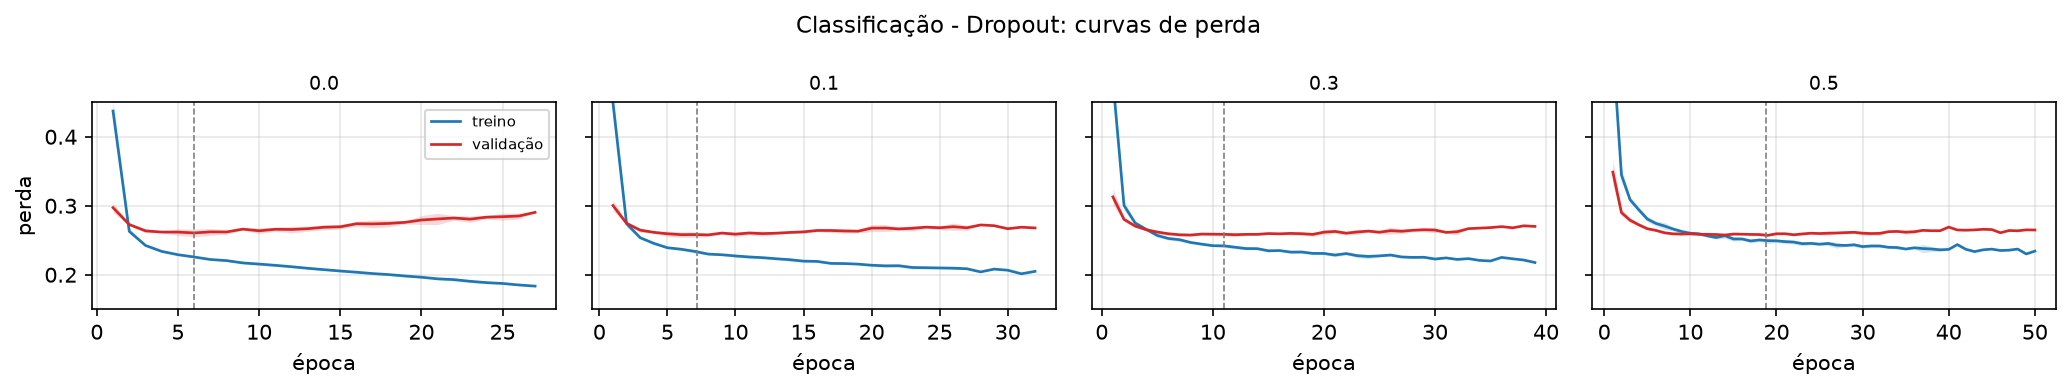 Classificação - Dropout: curvas de perda
0.0
0.1
0.3
0.5
perda
0.4
0.3
0.2
treino
validação
0 5 10 15 20 25
0 5 10 15 20 25 30
0 10 20 30 40
0 10 20 30 40 50
época
época
época
época